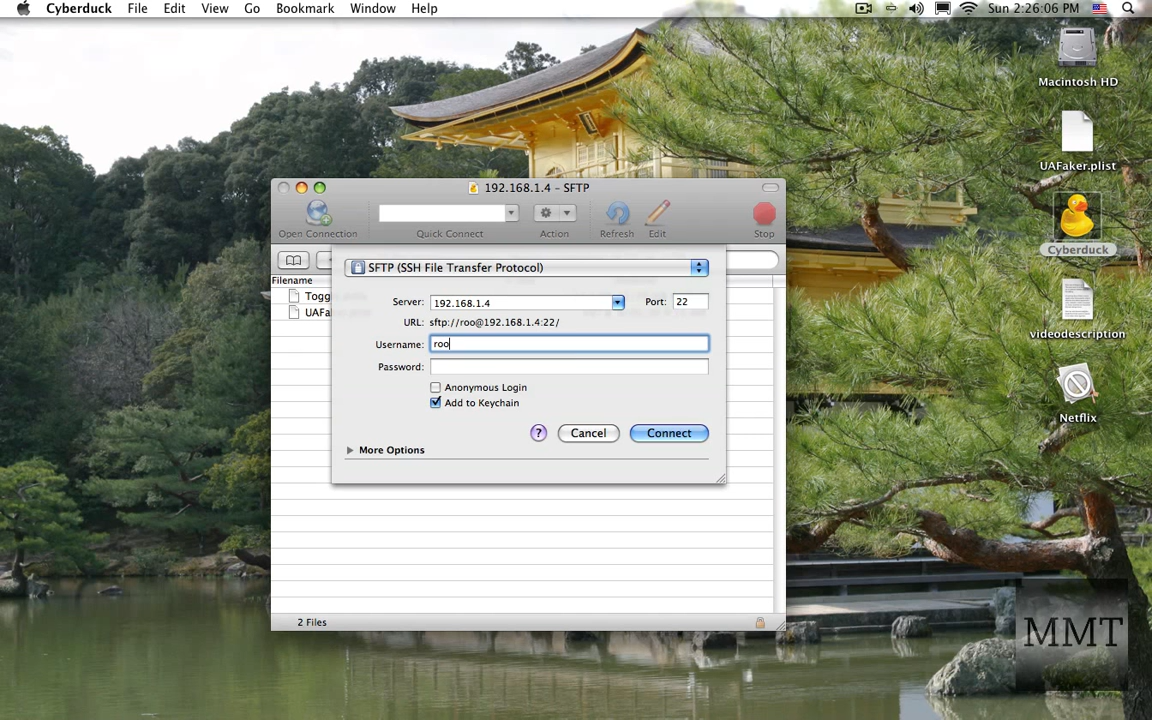 Cyberduck File Edit View Go Bookmark Window Help Sun 2:26:06 PM
Macintosh HD
UAFaker.plist
Cyberduck
videodescription
Netflix
192.168.1.4 – SFTP
Open Connection Quick Connect Action Refresh Edit Stop
SFTP (SSH File Transfer Protocol)
Filename
Togg
UAFa
Server: 192.168.1.4 Port: 22
URL: sftp://roo@192.168.1.4:22/
Username: roo
Password:
Anonymous Login
Add to Keychain
? Cancel Connect
More Options
2 Files
MMT